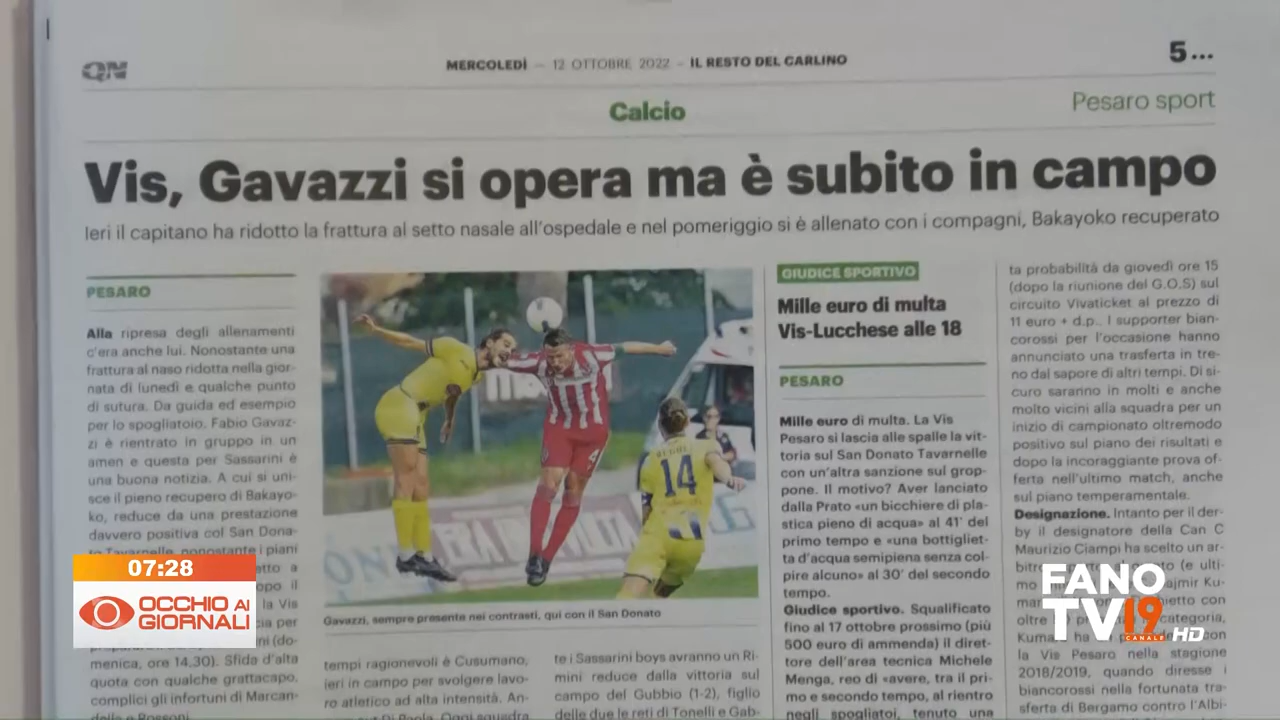 QN
MERCOLEDÌ — 12 OTTOBRE 2022 – IL RESTO DEL CARLINO
5...
Calcio
Pesaro sport
Vis, Gavazzi si opera ma è subito in campo
Ieri il capitano ha ridotto la frattura al setto nasale all'ospedale e nel pomeriggio si è allenato con i compagni, Bakayoko recuperato
PESARO
Alla ripresa degli allenamenti
c'era anche lui. Nonostante una
frattura al naso ridotta nella gior-
nata di lunedì e qualche punto
di sutura. Da guida ed esempio
per lo spogliatoio. Fabio Gavaz-
zi è rientrato in gruppo in un
amen e questa per Sassarini è
una buona notizia. A cui si uni-
sce il pieno recupero di Bakayo-
ko, reduce da una prestazione
davvero positiva col San Dona-
to Tavarnelle, nonostante i piani
menica, ore 14.30). Sfida d'alta
quota con qualche grattacapo,
complici gli infortuni di Marcan-
della e Rossoni.
14
4
Gavazzi, sempre presente nei contrasti, qui con il San Donato
tempi ragionevoli è Cusumano,
ieri in campo per svolgere lavo-
ro atletico ad alta intensità. An-
te i Sassarini boys avranno un Ri-
mini reduce dalla vittoria sul
campo del Gubbio (1-2), figlio
delle due reti di Tonelli e Gab-
GIUDICE SPORTIVO
Mille euro di multa
Vis-Lucchese alle 18
PESARO
Mille euro di multa. La Vis
Pesaro si lascia alle spalle la vit-
toria sul San Donato Tavarnelle
con un'altra sanzione sul grop-
pone. Il motivo? Aver lanciato
dalla Prato «un bicchiere di pla-
stica pieno di acqua» al 41' del
primo tempo e «una bottigliet-
ta d'acqua semipiena senza col-
pire alcuno» al 30' del secondo
tempo.
Giudice sportivo. Squalificato
fino al 17 ottobre prossimo (più
500 euro di ammenda) il diret-
tore dell'area tecnica Michele
Menga, reo di «avere, tra il pri-
mo e secondo tempo, al rientro
negli spogliatoi, tenuto una
ta probabilità da giovedì ore 15
(dopo la riunione del G.O.S) sul
circuito Vivaticket al prezzo di
11 euro + d.p.. I supporter bian-
corossi per l'occasione hanno
annunciato una trasferta in tre-
no dal sapore di altri tempi. Di si-
curo saranno in molti e anche
molto vicini alla squadra per un
inizio di campionato oltremodo
positivo sul piano dei risultati e
dopo la incoraggiante prova of-
ferta nell'ultimo match, anche
sul piano temperamentale.
Designazione. Intanto per il der-
by il designatore della Can C
Maurizio Ciampi ha scelto un ar-
la Vis Pesaro nella stagione
2018/2019, quando diresse i
biancorossi nella fortunata tra-
sferta di Bergamo contro l'Albi-
07:28
OCCHIO AI
GIORNALI
FANO
TV 19
CANALE HD